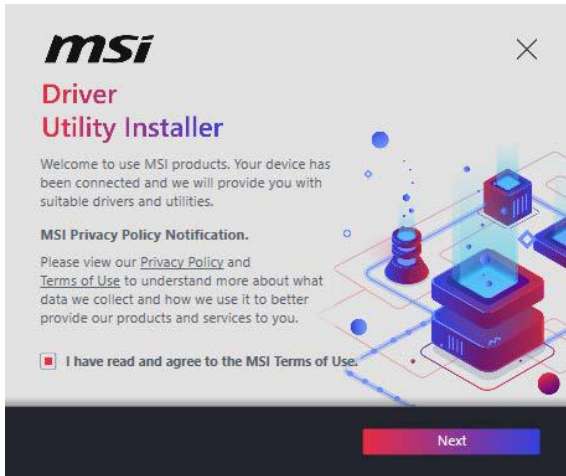 msi
Driver
Utility Installer
Welcome to use MSI products. Your device has
been connected and we will provide you with
suitable drivers and utilities.
MSI Privacy Policy Notification.
Please view our Privacy Policy and
Terms of Use to understand more about what
data we collect and how we use it to better
provide our products and services to you.
I have read and agree to the MSI Terms of Use.
Next